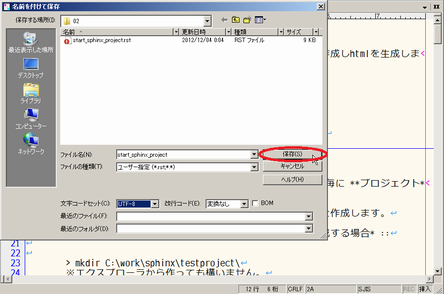 名前を付けて保存
保存する場所(I): 02
名前 更新日時 種類 サイズ
start_sphinx_project.rst 2012/12/04 0:04 RST ファイル 9 KB
最近表示した場所
デスクトップ
ライブラリ
コンピューター
ネットワーク
ファイル名(N): start_sphinx_project 保存(S)
ファイルの種類(T): ユーザー指定 (*.rst;*.*) キャンセル
ヘルプ(H)
文字コードセット(C): UTF-8 改行コード(E): 変換なし BOM
最近のファイル(F):
最近のフォルダ(D):
作成しhtmlを生成しま
に **プロジェクト*
作成します。
する場合* ::
21
22 > mkdir C:\work\sphinx\testproject\
23 ※エクスプローラから作っても構いません。
12 行 6 桁 CRLF 2A SJIS REC 挿入